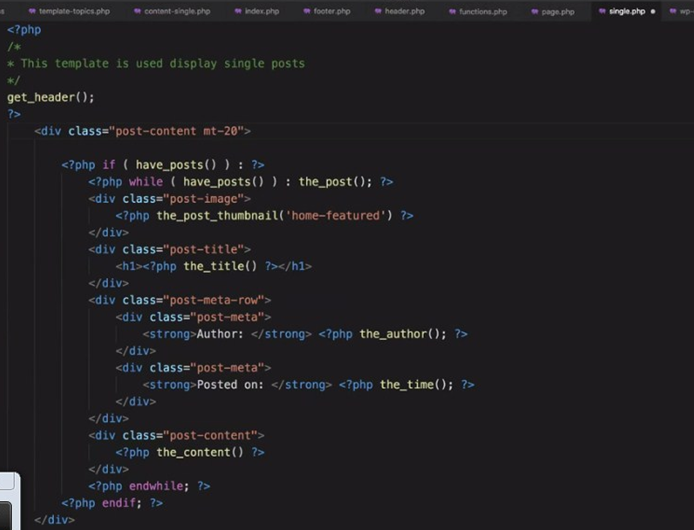 template-topics.php content-single.php index.php footer.php header.php functions.php page.php single.php wp-
<?php
/*
* This template is used display single posts
*/
get_header();
?>
<div class="post-content mt-20">
<?php if ( have_posts() ) : ?>
<?php while ( have_posts() ) : the_post(); ?>
<div class="post-image">
<?php the_post_thumbnail('home-featured') ?>
</div>
<div class="post-title">
<h1><?php the_title() ?></h1>
</div>
<div class="post-meta-row">
<div class="post-meta">
<strong>Author: </strong> <?php the_author(); ?>
</div>
<div class="post-meta">
<strong>Posted on: </strong> <?php the_time(); ?>
</div>
</div>
<div class="post-content">
<?php the_content() ?>
</div>
<?php endwhile; ?>
<?php endif; ?>
</div>